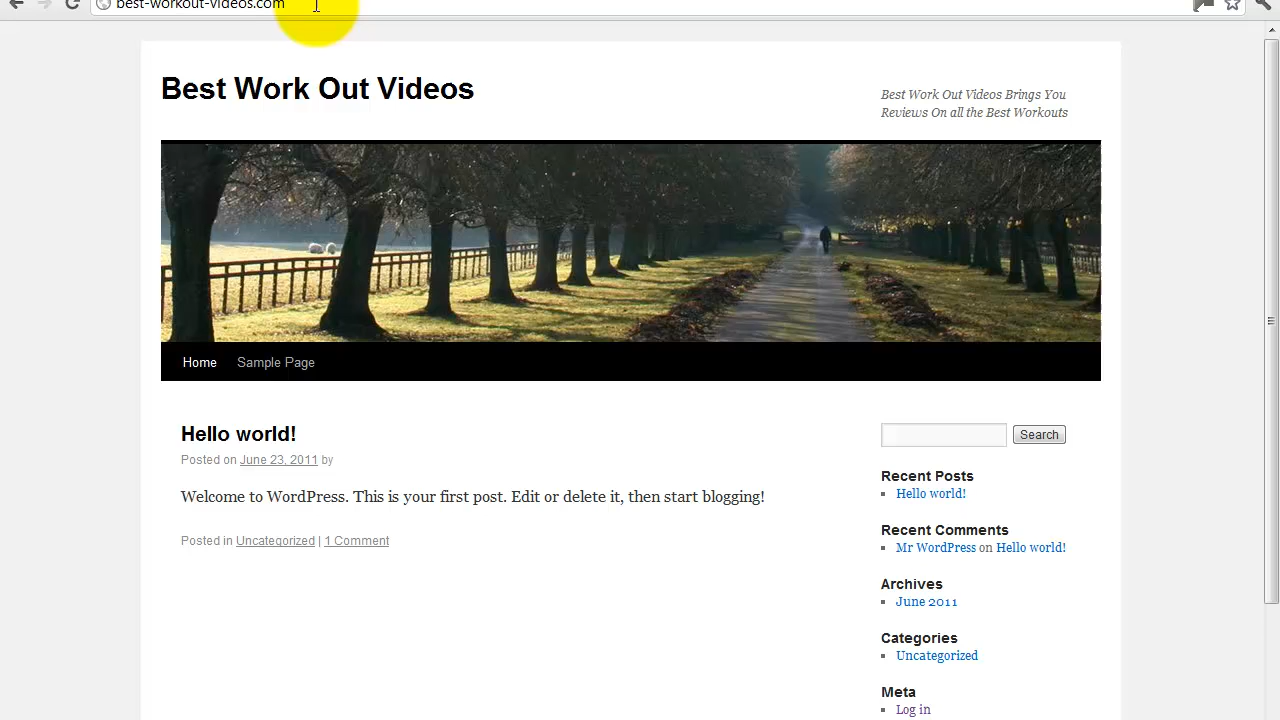 best-workout-videos.com
Best Work Out Videos
Best Work Out Videos Brings You
Reviews On all the Best Workouts
Home Sample Page
Hello world!
Posted on June 23, 2011 by
Welcome to WordPress. This is your first post. Edit or delete it, then start blogging!
Posted in Uncategorized | 1 Comment
Search
Recent Posts
Hello world!
Recent Comments
Mr WordPress on Hello world!
Archives
June 2011
Categories
Uncategorized
Meta
Log in